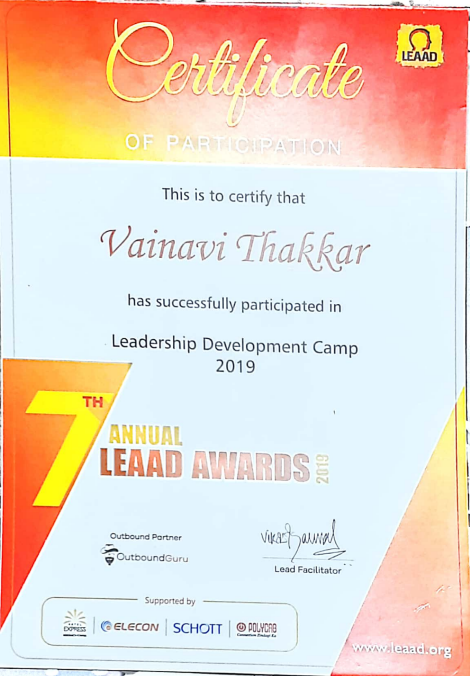 Certificate
LEAAD
OF PARTICIPATION
This is to certify that
Vainavi Thakkar
has successfully participated in
Leadership Development Camp
2019
7TH
ANNUAL
LEAAD AWARDS 2019
Outbound Partner
OutboundGuru
Lead Facilitator
Supported by
EXPRESS
ELECON
SCHOTT
POLYCAB
www.leaad.org